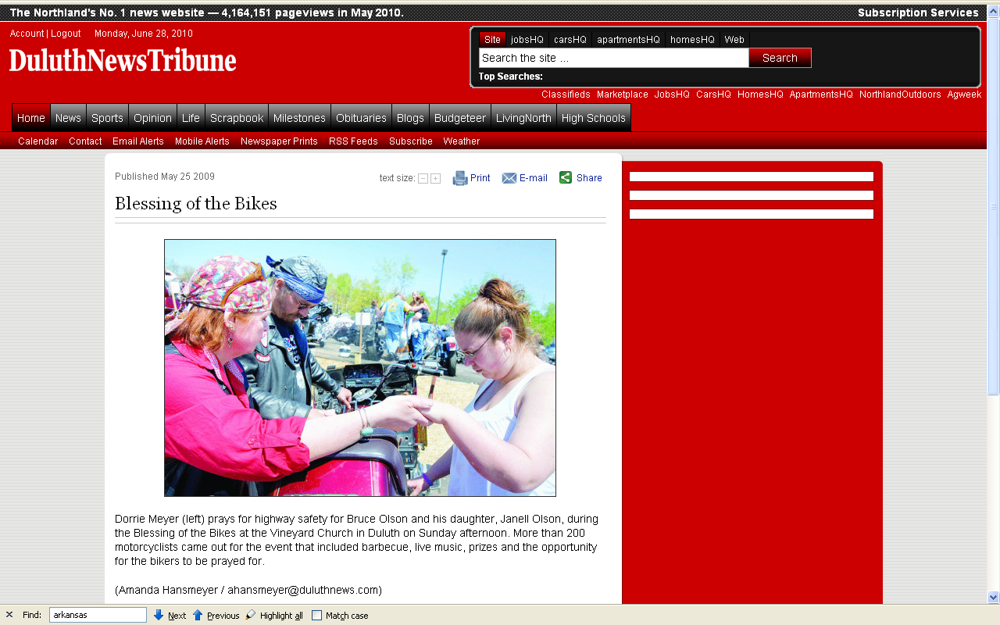 The Northland's No. 1 news website — 4,164,151 pageviews in May 2010. Subscription Services
Account | Logout Monday, June 28, 2010
DuluthNewsTribune
Site jobsHQ carsHQ apartmentsHQ homesHQ Web
Search the site ... Search
Top Searches:
Classifieds Marketplace JobsHQ CarsHQ HomesHQ ApartmentsHQ NorthlandOutdoors Agweek
Home News Sports Opinion Life Scrapbook Milestones Obituaries Blogs Budgeteer LivingNorth High Schools
Calendar Contact Email Alerts Mobile Alerts Newspaper Prints RSS Feeds Subscribe Weather
Published May 25 2009 text size: Print E-mail Share
Blessing of the Bikes
Dorrie Meyer (left) prays for highway safety for Bruce Olson and his daughter, Janell Olson, during
the Blessing of the Bikes at the Vineyard Church in Duluth on Sunday afternoon. More than 200
motorcyclists came out for the event that included barbecue, live music, prizes and the opportunity
for the bikers to be prayed for.
(Amanda Hansmeyer / ahansmeyer@duluthnews.com)
Find: arkansas Next Previous Highlight all Match case